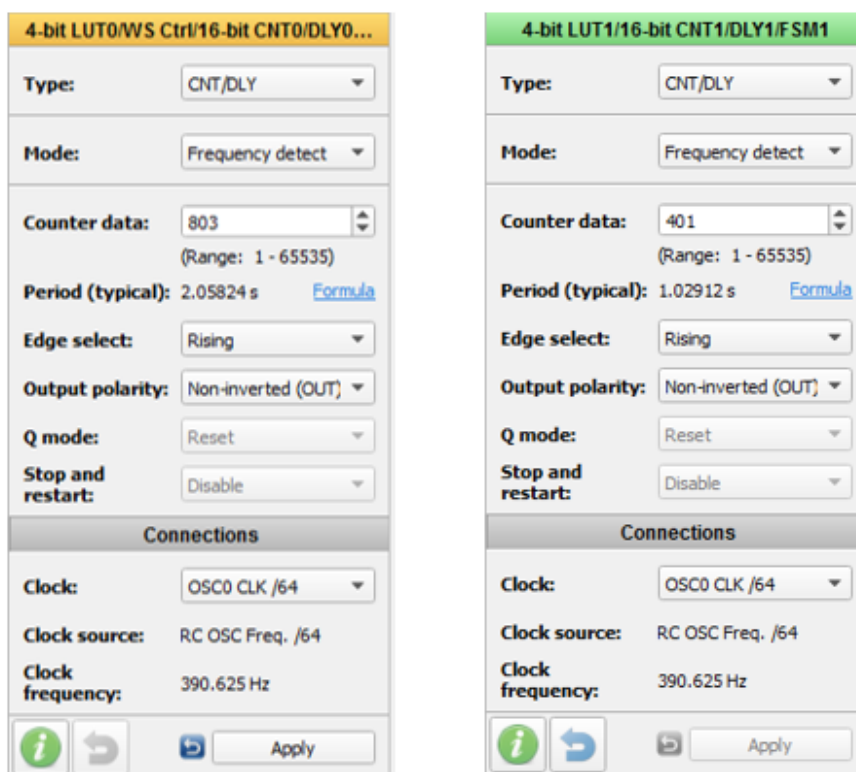 4-bit LUT0/WS Ctrl/16-bit CNT0/DLY0...
Type: CNT/DLY
Mode: Frequency detect
Counter data: 803
(Range: 1 - 65535)
Period (typical): 2.05824 s Formula
Edge select: Rising
Output polarity: Non-inverted (OUT)
Q mode: Reset
Stop and
restart: Disable
Connections
Clock: OSC0 CLK /64
Clock source: RC OSC Freq. /64
Clock
frequency: 390.625 Hz
Apply
4-bit LUT1/16-bit CNT1/DLY1/FSM1
Type: CNT/DLY
Mode: Frequency detect
Counter data: 401
(Range: 1 - 65535)
Period (typical): 1.02912 s Formula
Edge select: Rising
Output polarity: Non-inverted (OUT)
Q mode: Reset
Stop and
restart: Disable
Connections
Clock: OSC0 CLK /64
Clock source: RC OSC Freq. /64
Clock
frequency: 390.625 Hz
Apply